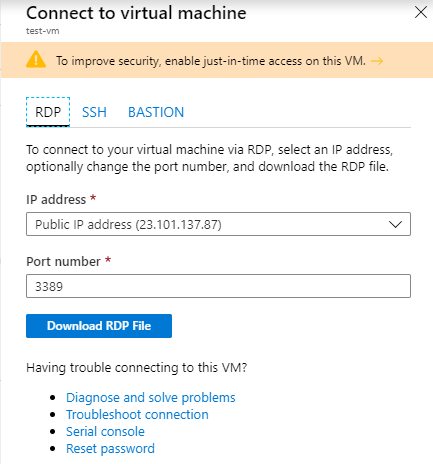 Connect to virtual machine
test-vm
To improve security, enable just-in-time access on this VM. →
RDP SSH BASTION
To connect to your virtual machine via RDP, select an IP address,
optionally change the port number, and download the RDP file.
IP address *
Public IP address (23.101.137.87)
Port number *
3389
Download RDP File
Having trouble connecting to this VM?
• Diagnose and solve problems
• Troubleshoot connection
• Serial console
• Reset password